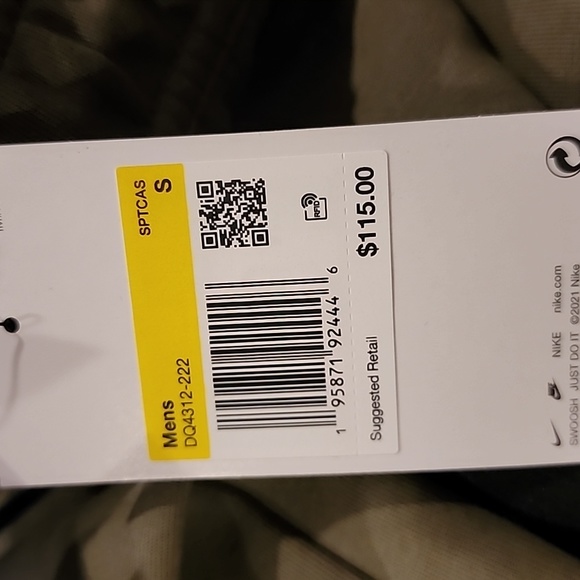 SPTCAS
S
Mens
DQ4312-222
RFID
1 95871 92444 6
Suggested Retail
$115.00
NIKE nike.com
SWOOSH JUST DO IT ©2021 Nike